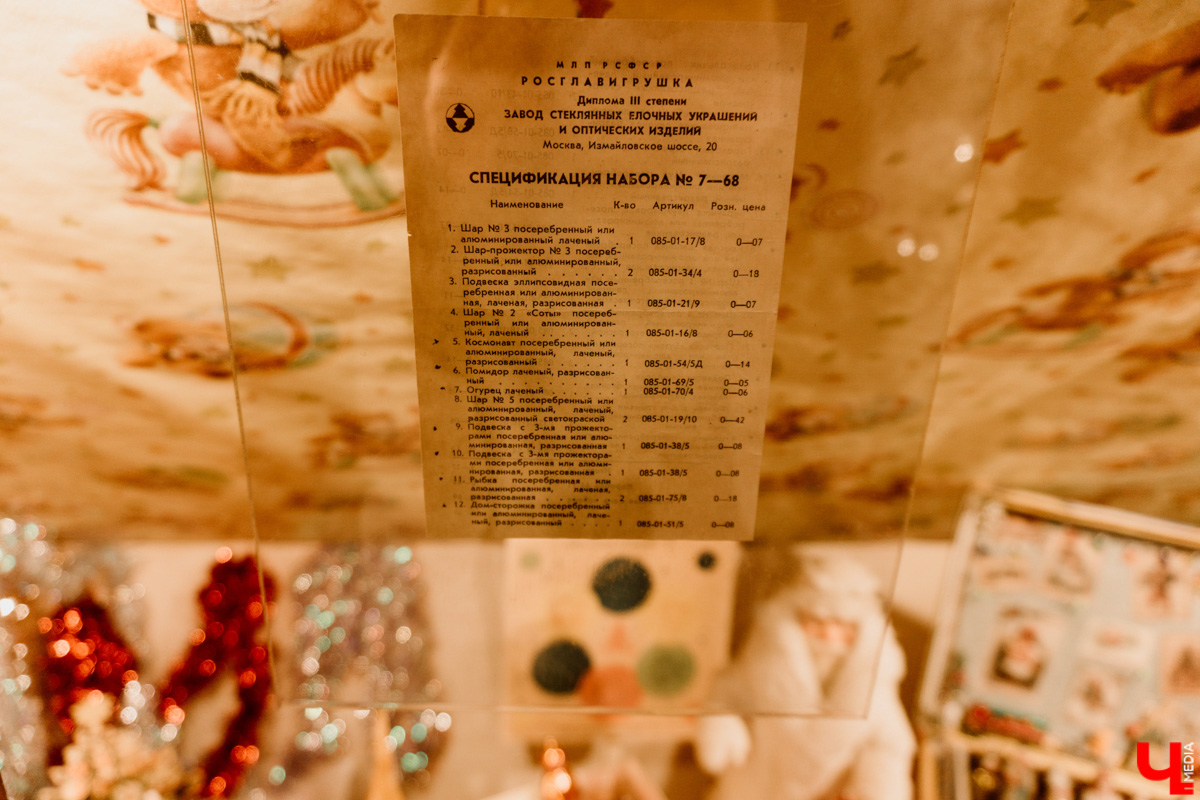 МЛП РСФСР
РОСГЛАВИГРУШКА
Диплома III степени
ЗАВОД СТЕКЛЯННЫХ ЕЛОЧНЫХ УКРАШЕНИЙ
И ОПТИЧЕСКИХ ИЗДЕЛИЙ
Москва, Измайловское шоссе, 20
СПЕЦИФИКАЦИЯ НАБОРА № 7—68
Наименование К-во Артикул Розн. цена
1. Шар № 3 посеребренный или
алюминированный лаченый . 1 085-01-17/8 0—07
2. Шар-прожектор № 3 посереб-
ренный или алюминированный,
разрисованный . . . . . . 2 085-01-34/4 0—18
3. Подвеска эллипсовидная посе-
ребренная или алюминирован-
ная, лаченая, разрисованная . 1 085-01-21/9 0—07
4. Шар № 2 «Соты» посереб-
ренный или алюминирован-
ный, лаченый . . . . . . . 1 085-01-16/8 0—06
5. Космонавт посеребренный или
алюминированный, лаченый,
разрисованный . . . . . . 1 085-01-54/5Д 0—14
6. Помидор лаченый, разрисован-
ный . . . . . . . . . . 1 085-01-69/5 0—05
7. Огурец лаченый . . . . . . 1 085-01-70/4 0—06
8. Шар № 5 посеребренный или
алюминированный, лаченый,
разрисованный светокраской 2 085-01-19/10 0—42
9. Подвеска с 3-мя прожекто-
рами посеребренная или алю-
минированная, разрисованная 1 085-01-38/5 0—08
10. Подвеска с 3-мя прожектора-
ми посеребренная или алюми-
нированная, разрисованная . 1 085-01-38/5 0—08
11. Рыбка посеребренная или
алюминированная, лаченая,
разрисованная . . . . . . 2 085-01-75/8 0—18
12. Дом-сторожка посеребренный
или алюминированный, лаче-
ный, разрисованный . . . . . 1 085-01-51/5 0—08
Ч MEDIA